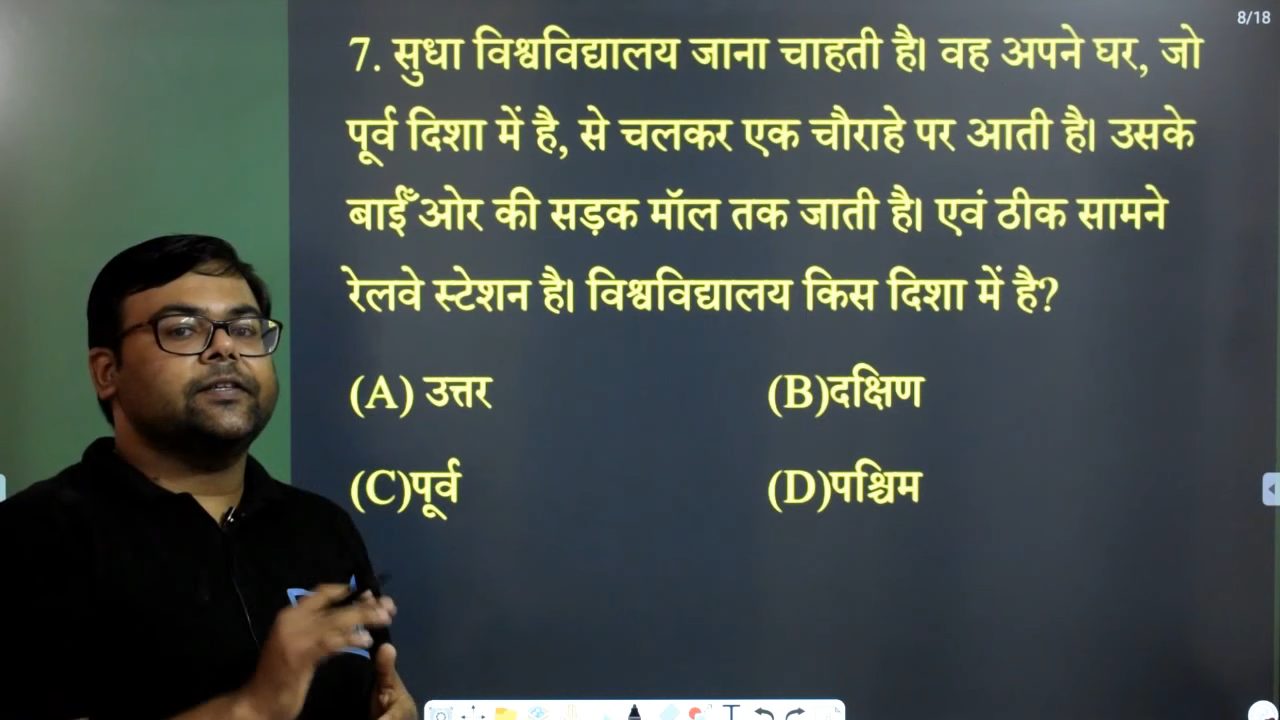 8/18
7. सुधा विश्वविद्यालय जाना चाहती है। वह अपने घर, जो
पूर्व दिशा में है, से चलकर एक चौराहे पर आती है। उसके
बाईँ ओर की सड़क मॉल तक जाती है। एवं ठीक सामने
रेलवे स्टेशन है। विश्वविद्यालय किस दिशा में है?
(A) उत्तर (B)दक्षिण
(C)पूर्व (D)पश्चिम